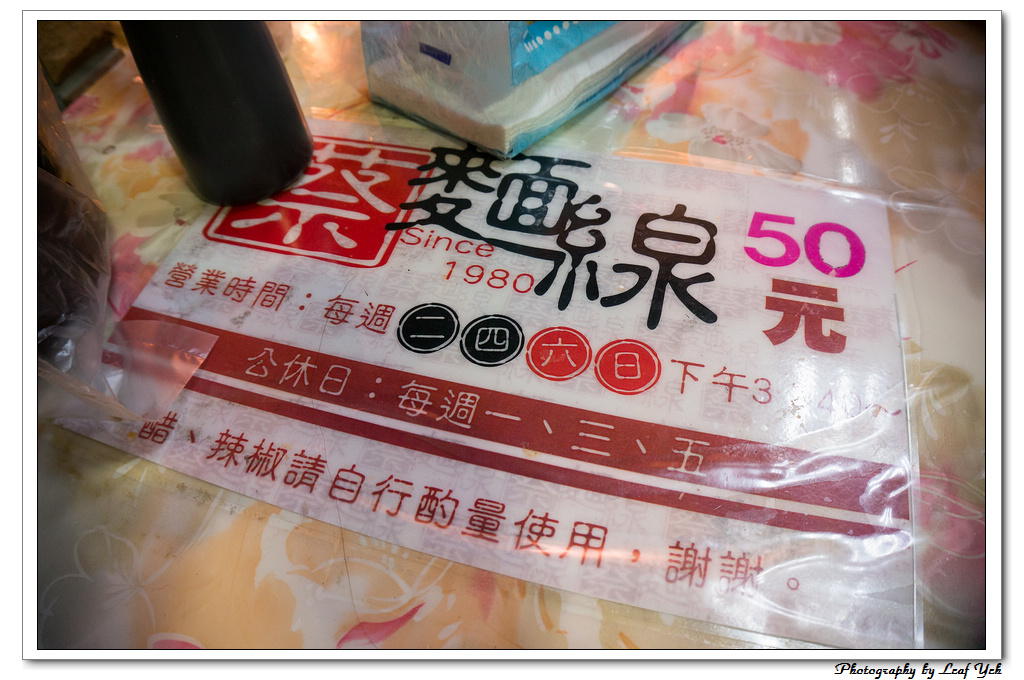 蔡 麵線
Since
1980
50
元
營業時間：每週二四六日下午3
公休日：每週一、三、五
醋、辣椒請自行酌量使用，謝謝。
Photography by Leaf Yeh